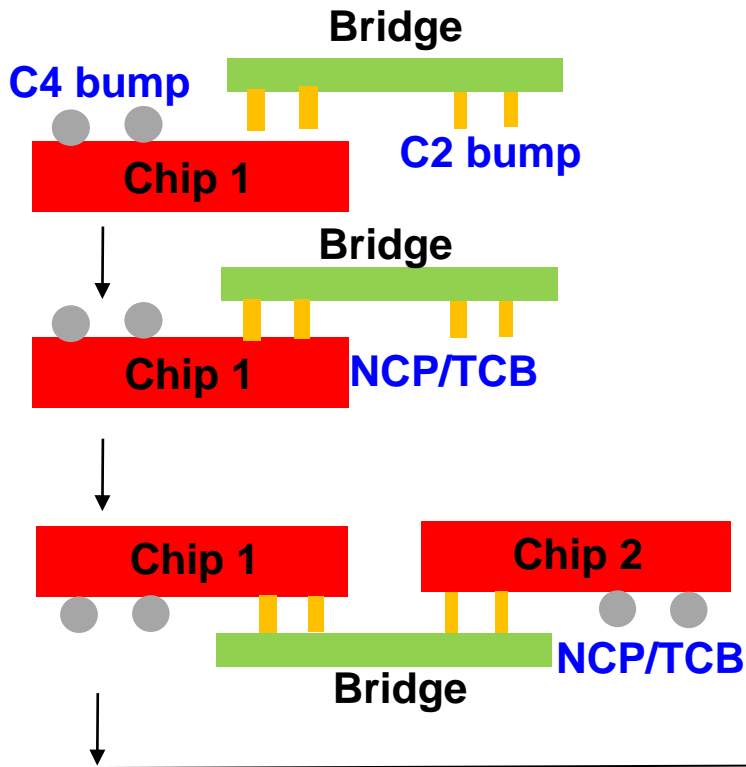 Bridge
C4 bump
C2 bump
Chip 1
Bridge
Chip 1
NCP/TCB
Chip 1
Chip 2
NCP/TCB
Bridge